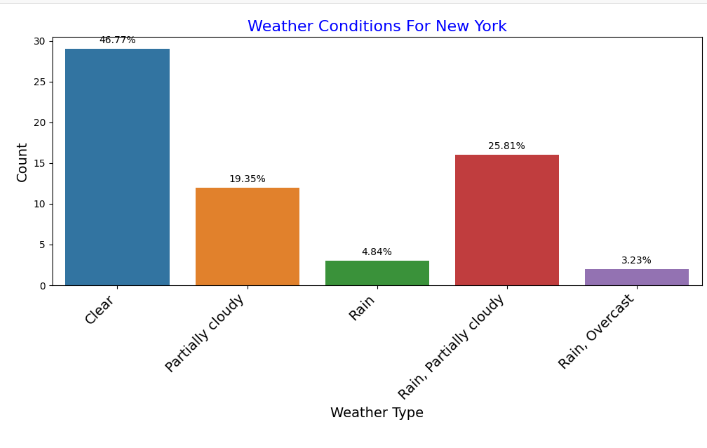 Weather Conditions For New York
30
25
20
15
10
5
0
Count
46.77%
19.35%
4.84%
25.81%
3.23%
Clear
Partially cloudy
Rain
Rain, Partially cloudy
Rain, Overcast
Weather Type